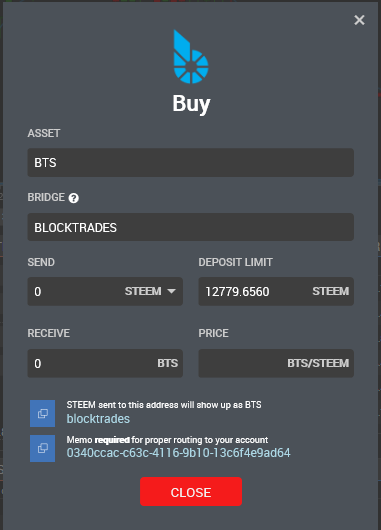 ×
Buy
ASSET
BTS
BRIDGE ?
BLOCKTRADES
SEND DEPOSIT LIMIT
0 STEEM 12779.6560 STEEM
RECEIVE PRICE
0 BTS BTS/STEEM
STEEM sent to this address will show up as BTS
blocktrades
Memo required for proper routing to your account
0340ccac-c63c-4116-9b10-13c6f4e9ad64
CLOSE